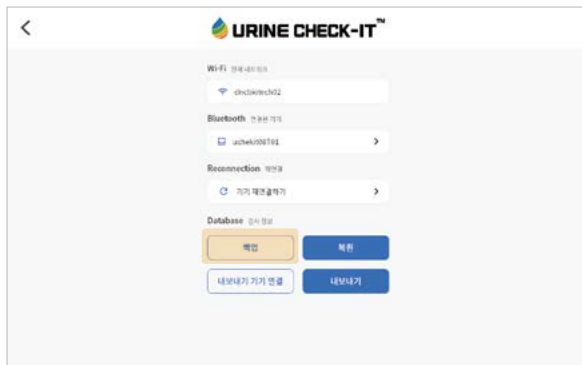 URINE CHECK-IT™
Wi-Fi 현재 네트워크
Bluetooth 연결된 기기
Reconnection 재연결
기기 재연결하기
Database 검사 정보
백업 복원
내보내기 기기 연결 내보내기